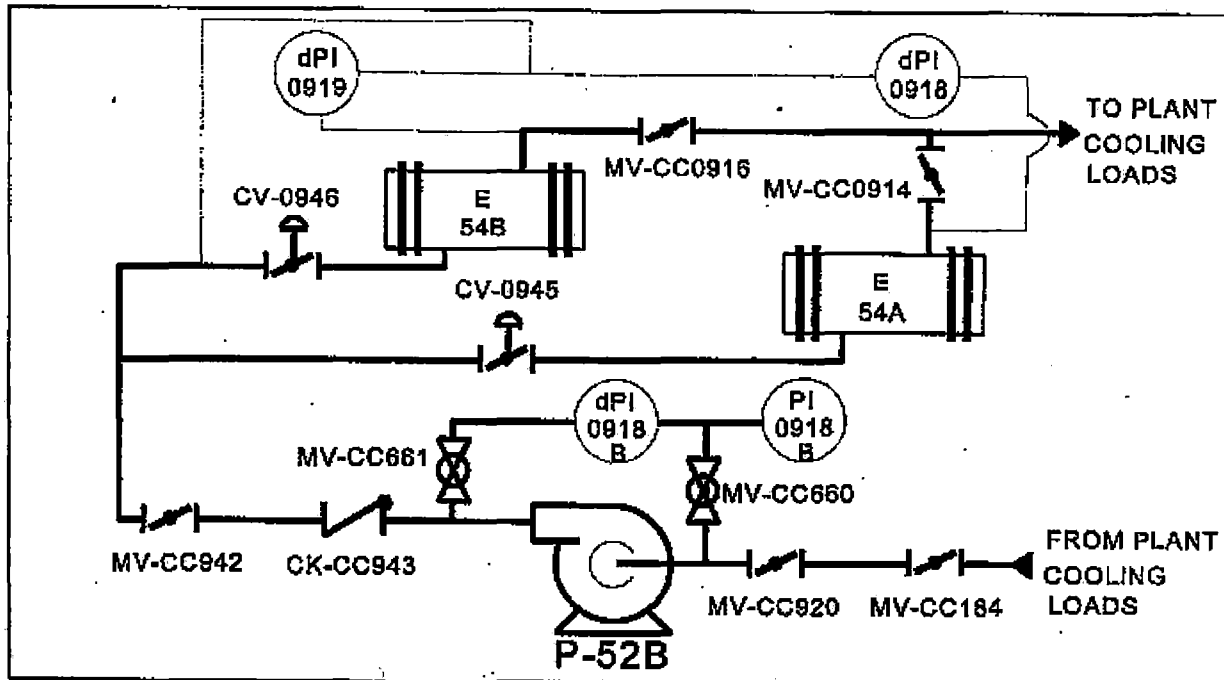 dPI
0919
dPI
0918
TO PLANT
COOLING
LOADS
MV-CC0916
MV-CC0914
CV-0946
E
54B
CV-0945
E
54A
dPI
0918
B
PI
0918
B
MV-CC661
MV-CC660
MV-CC942
CK-CC943
FROM PLANT
COOLING
LOADS
MV-CC920
MV-CC184
P-52B